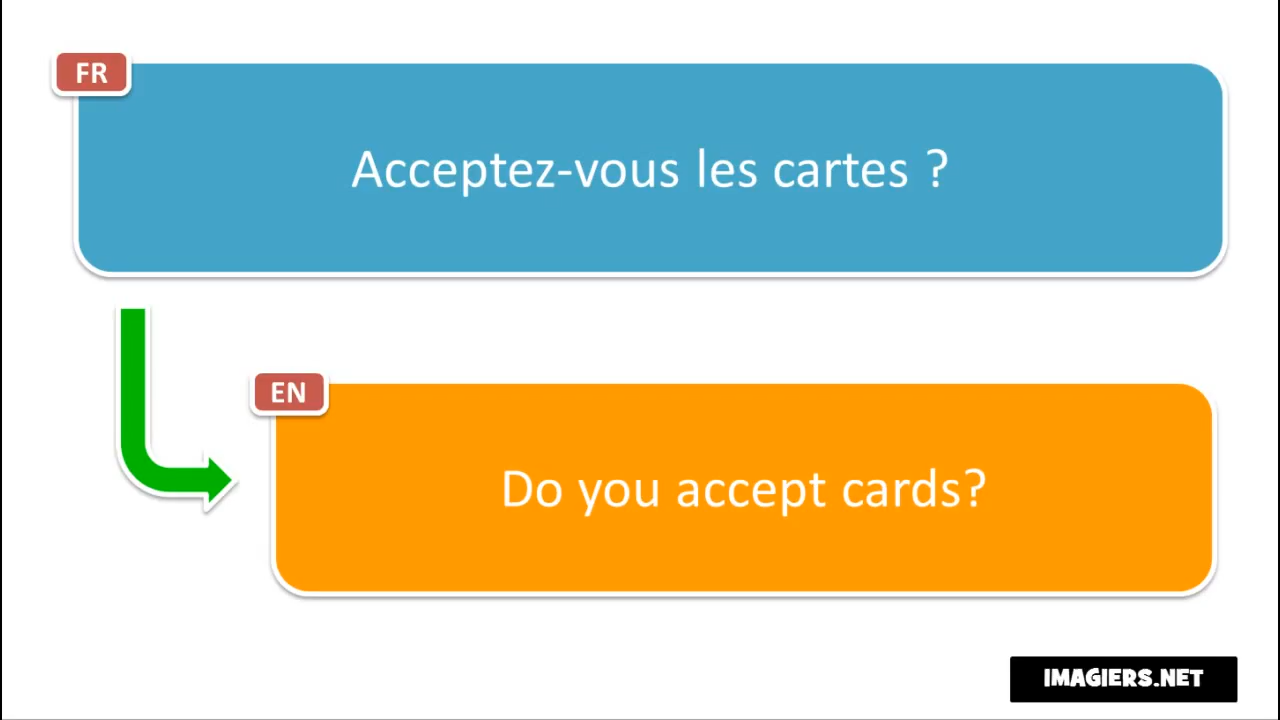 FR
Acceptez-vous les cartes ?
EN
Do you accept cards?
IMAGIERS.NET